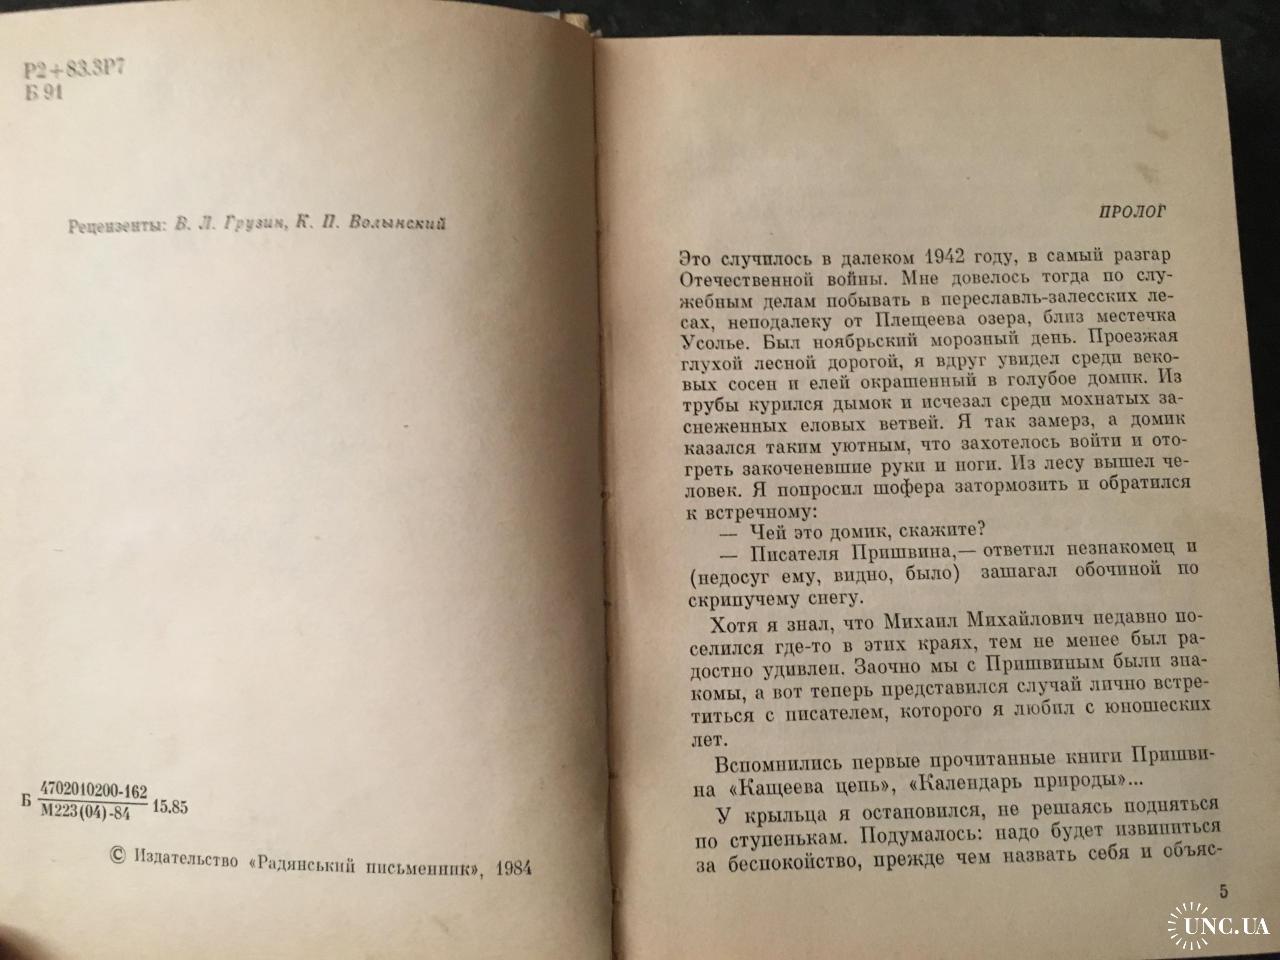 Р2+83.3Р7
Б 91
Рецензенты: В. Л. Грузин, К. П. Волынский
4702010200-162
Б
М223(04)-84
15.85
© Издательство «Радянський письменник», 1984
ПРОЛОГ
Это случилось в далеком 1942 году, в самый разгар
Отечественной войны. Мне довелось тогда по слу-
жебным делам побывать в переславль-залесских ле-
сах, неподалеку от Плещеева озера, близ местечка
Усолье. Был ноябрьский морозный день. Проезжая
глухой лесной дорогой, я вдруг увидел среди веко-
вых сосен и елей окрашенный в голубое домик. Из
трубы курился дымок и исчезал среди мохнатых за-
снеженных еловых ветвей. Я так замерз, а домик
казался таким уютным, что захотелось войти и ото-
греть закоченевшие руки и ноги. Из лесу вышел че-
ловек. Я попросил шофера затормозить и обратился
к встречному:
— Чей это домик, скажите?
— Писателя Пришвина,— ответил незнакомец и
(недосуг ему, видно, было) зашагал обочиной по
скрипучему снегу.
Хотя я знал, что Михаил Михайлович недавно по-
селился где-то в этих краях, тем не менее был ра-
достно удивлен. Заочно мы с Пришвиным были зна-
комы, а вот теперь представился случай лично встре-
титься с писателем, которого я любил с юношеских
лет.
Вспомнились первые прочитанные книги Пришви-
на «Кащеева цепь», «Календарь природы»...
У крыльца я остановился, не решаясь подняться
по ступенькам. Подумалось: надо будет извиниться
за беспокойство, прежде чем назвать себя и объяс-
5
UNC.UA